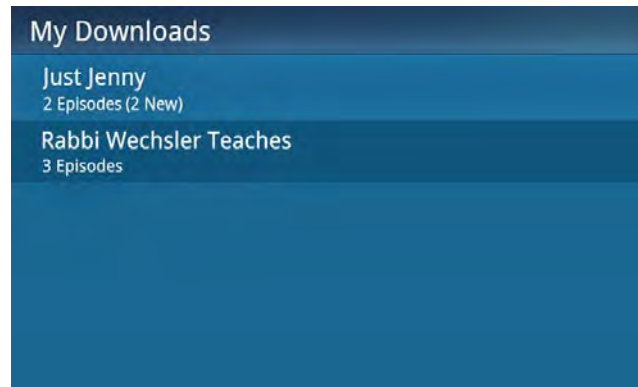 My Downloads
Just Jenny
2 Episodes (2 New)
Rabbi Wechsler Teaches
3 Episodes